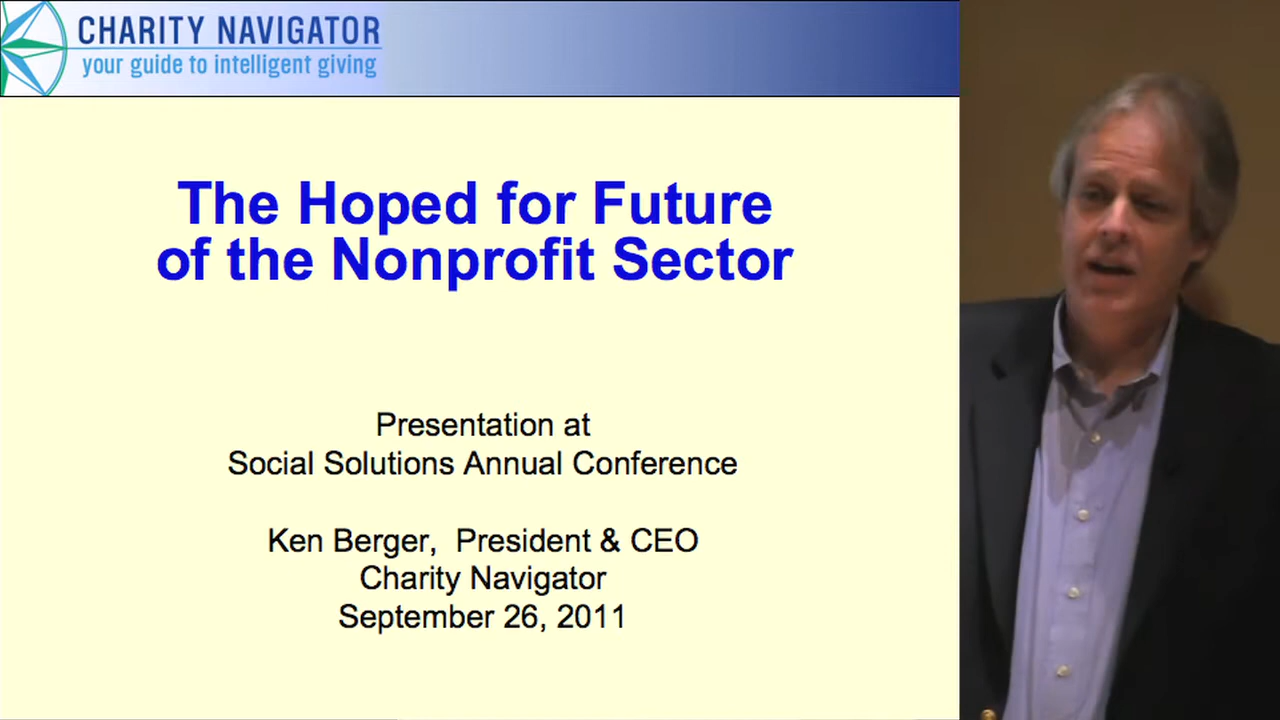 CHARITY NAVIGATOR
your guide to intelligent giving
The Hoped for Future
of the Nonprofit Sector
Presentation at
Social Solutions Annual Conference
Ken Berger, President & CEO
Charity Navigator
September 26, 2011